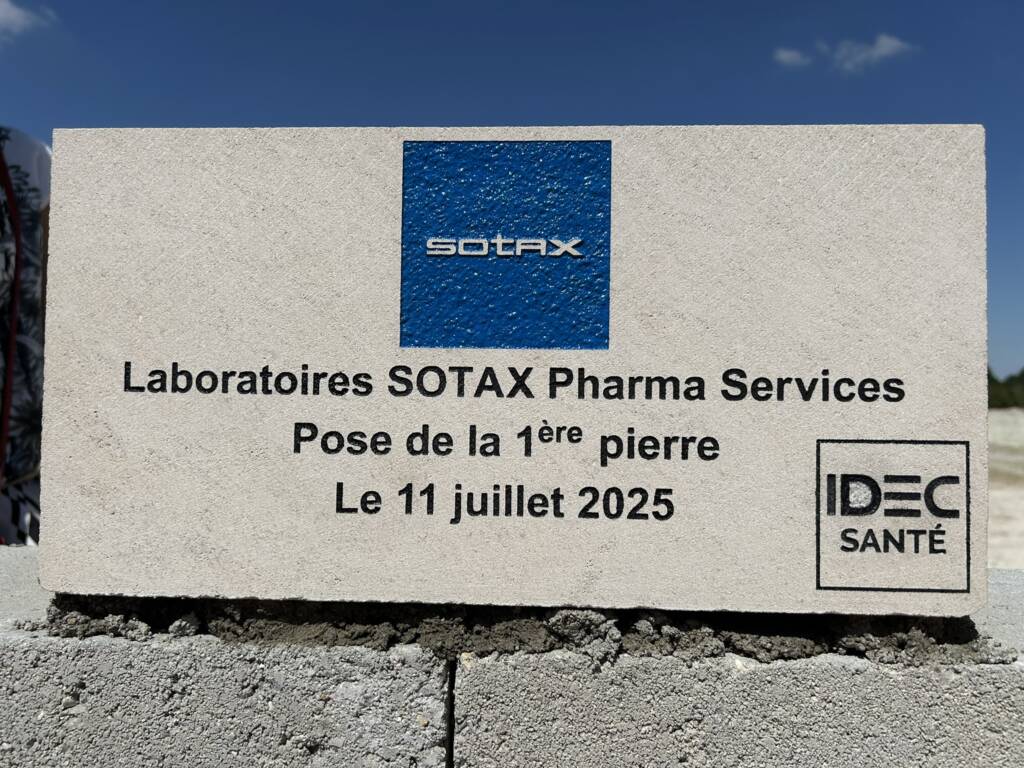 sotax
Laboratoires SOTAX Pharma Services
Pose de la 1ère pierre
Le 11 juillet 2025
IDEC
SANTÉ